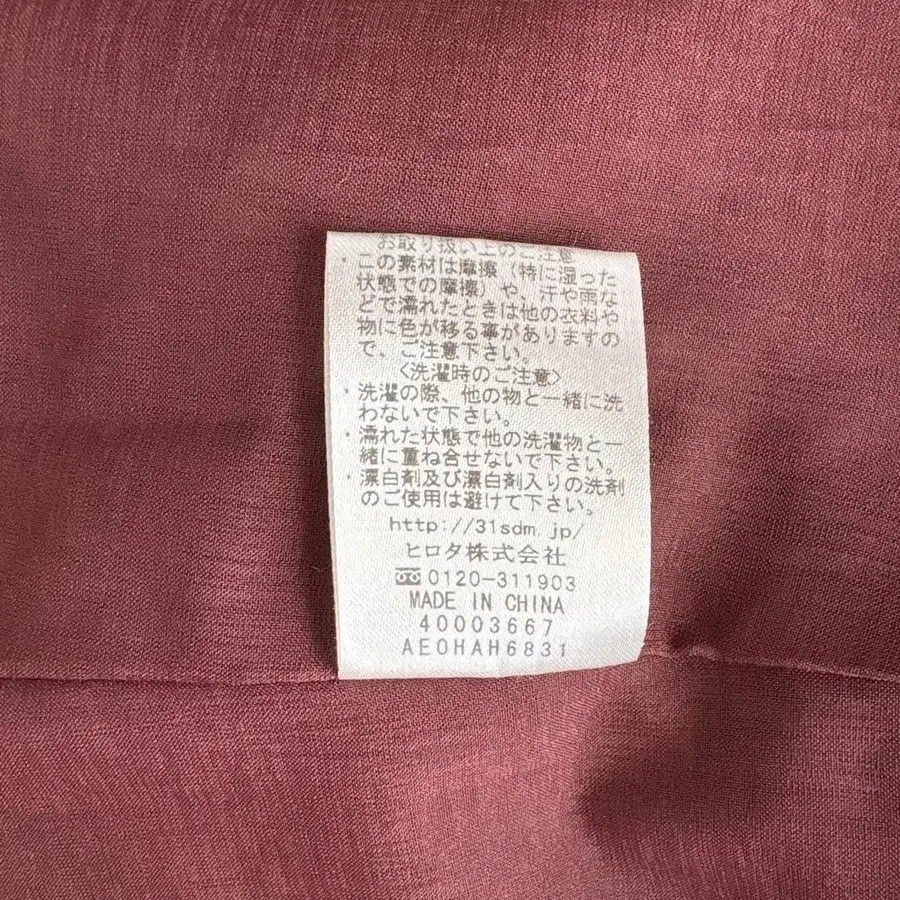 お取り扱い上のご注意
・この素材は摩擦（特に湿った
状態での摩擦）や、汗や雨な
どで濡れたときは他の衣料や
物に色が移る事がありますの
で、ご注意下さい。
〈洗濯時のご注意〉
・洗濯の際、他の物と一緒に洗
わないで下さい。
・濡れた状態で他の洗濯物と一
緒に重ね合せないで下さい。
・漂白剤及び漂白剤入りの洗剤
のご使用は避けて下さい。
http://31sdm.jp/
ヒロタ株式会社
0120-311903
MADE IN CHINA
40003667
AEOHAH6831